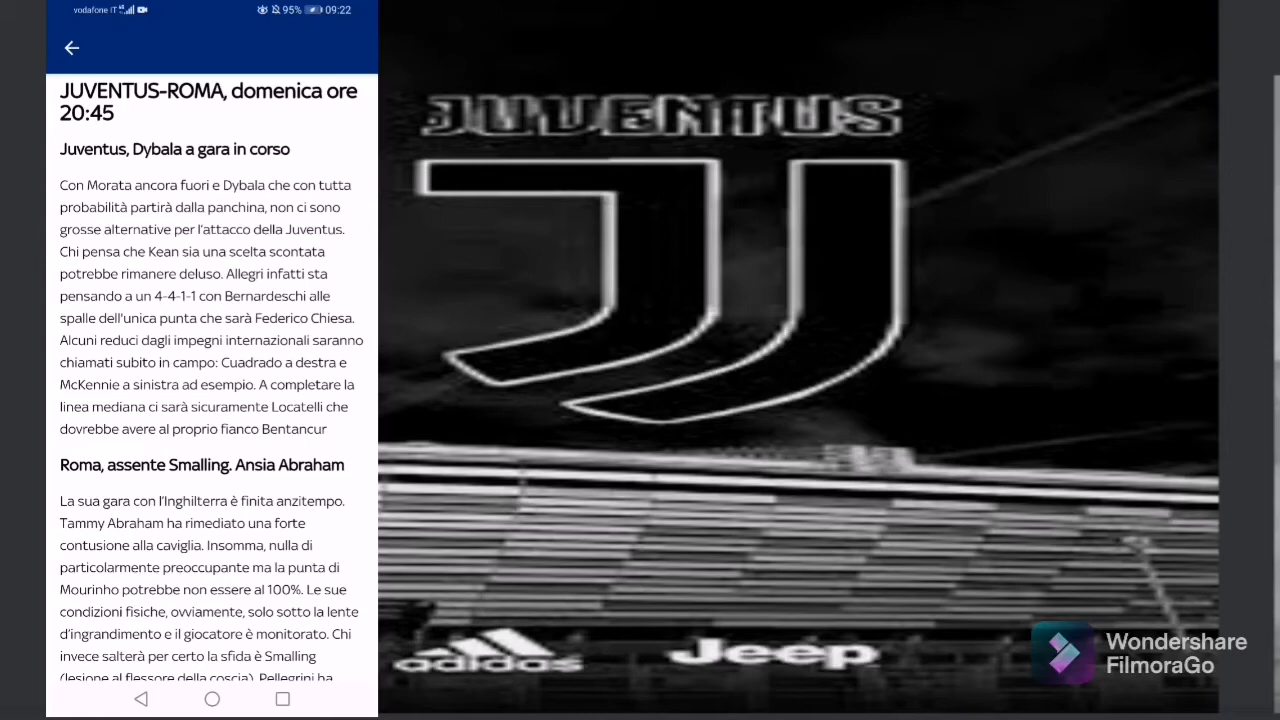 vodafone IT
95%
09:22
JUVENTUS-ROMA, domenica ore
20:45
Juventus, Dybala a gara in corso
Con Morata ancora fuori e Dybala che con tutta
probabilità partirà dalla panchina, non ci sono
grosse alternative per l'attacco della Juventus.
Chi pensa che Kean sia una scelta scontata
potrebbe rimanere deluso. Allegri infatti sta
pensando a un 4-4-1-1 con Bernardeschi alle
spalle dell'unica punta che sarà Federico Chiesa.
Alcuni reduci dagli impegni internazionali saranno
chiamati subito in campo: Cuadrado a destra e
McKennie a sinistra ad esempio. A completare la
linea mediana ci sarà sicuramente Locatelli che
dovrebbe avere al proprio fianco Bentancur
Roma, assente Smalling. Ansia Abraham
La sua gara con l'Inghilterra è finita anzitempo.
Tammy Abraham ha rimediato una forte
contusione alla caviglia. Insomma, nulla di
particolarmente preoccupante ma la punta di
Mourinho potrebbe non essere al 100%. Le sue
condizioni fisiche, ovviamente, solo sotto la lente
d'ingrandimento e il giocatore è monitorato. Chi
invece salterà per certo la sfida è Smalling
(lesione al flessore della coscia). Pellegrini ha
JUVENTUS
adidas
Jeep
Wondershare
FilmoraGo